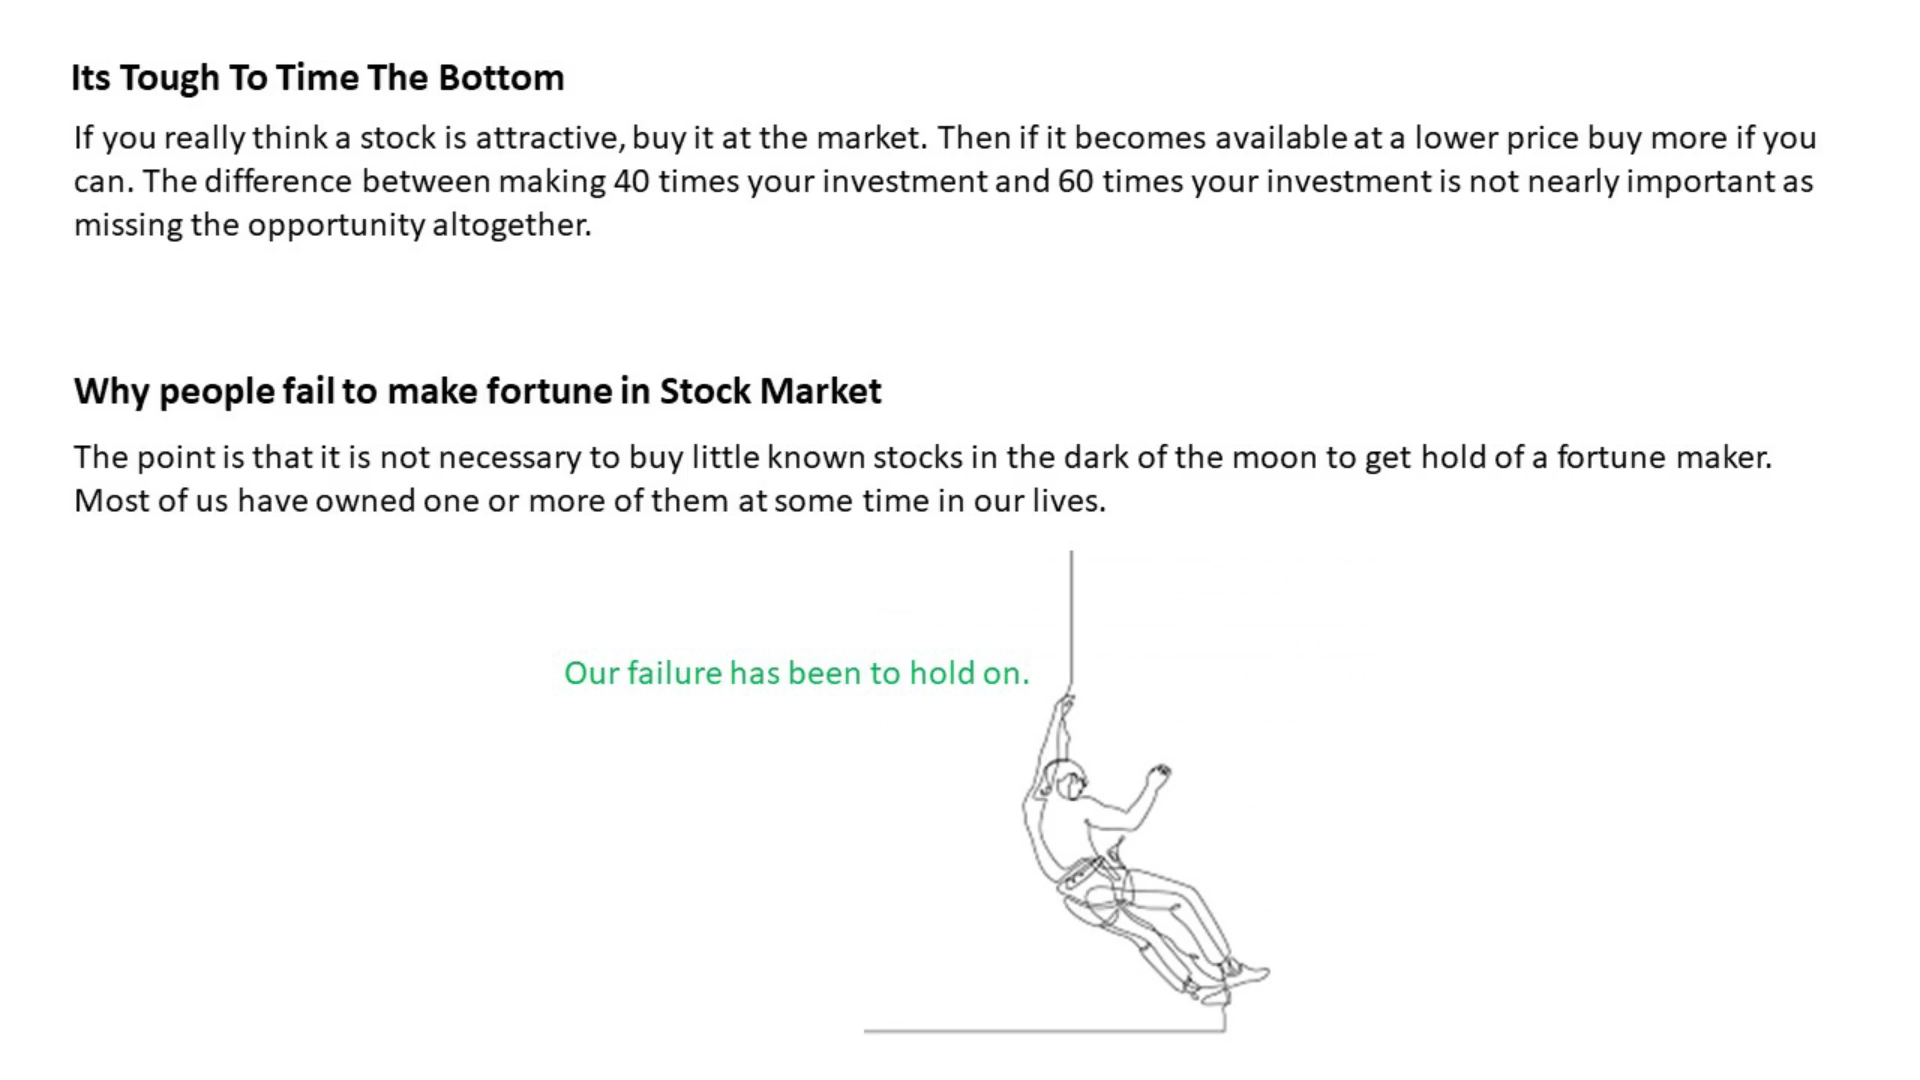 Its Tough To Time The Bottom
If you really think a stock is attractive, buy it at the market. Then if it becomes available at a lower price buy more if you
can. The difference between making 40 times your investment and 60 times your investment is not nearly important as
missing the opportunity altogether.
Why people fail to make fortune in Stock Market
The point is that it is not necessary to buy little known stocks in the dark of the moon to get hold of a fortune maker.
Most of us have owned one or more of them at some time in our lives.
Our failure has been to hold on.